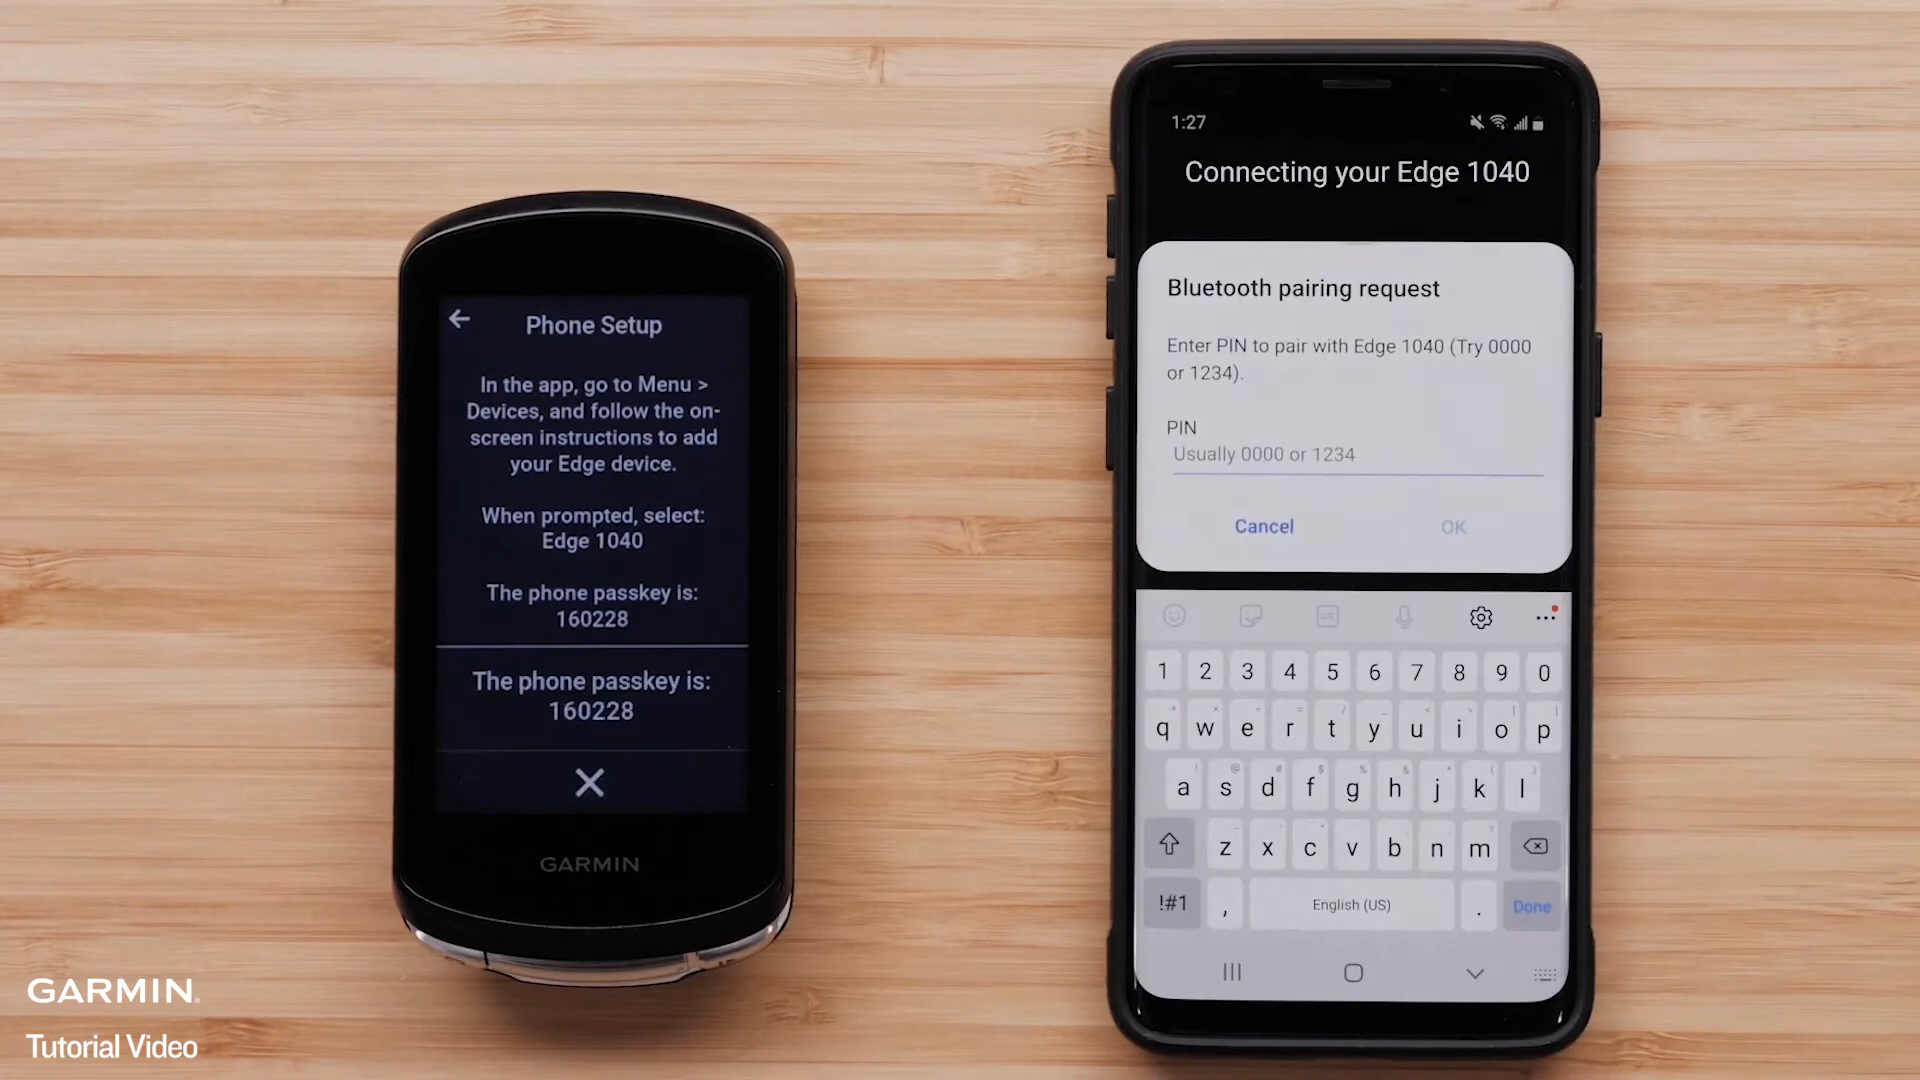 Phone Setup
In the app, go to Menu >
Devices, and follow the on-
screen instructions to add
your Edge device.
When prompted, select:
Edge 1040
The phone passkey is:
160228
The phone passkey is:
160228
GARMIN
1:27
Connecting your Edge 1040
Bluetooth pairing request
Enter PIN to pair with Edge 1040 (Try 0000
or 1234).
PIN
Usually 0000 or 1234
Cancel OK
1 2 3 4 5 6 7 8 9 0
q w e r t y u i o p
a s d f g h j k l
z x c v b n m
!#1 , English (US) . Done
GARMIN
Tutorial Video